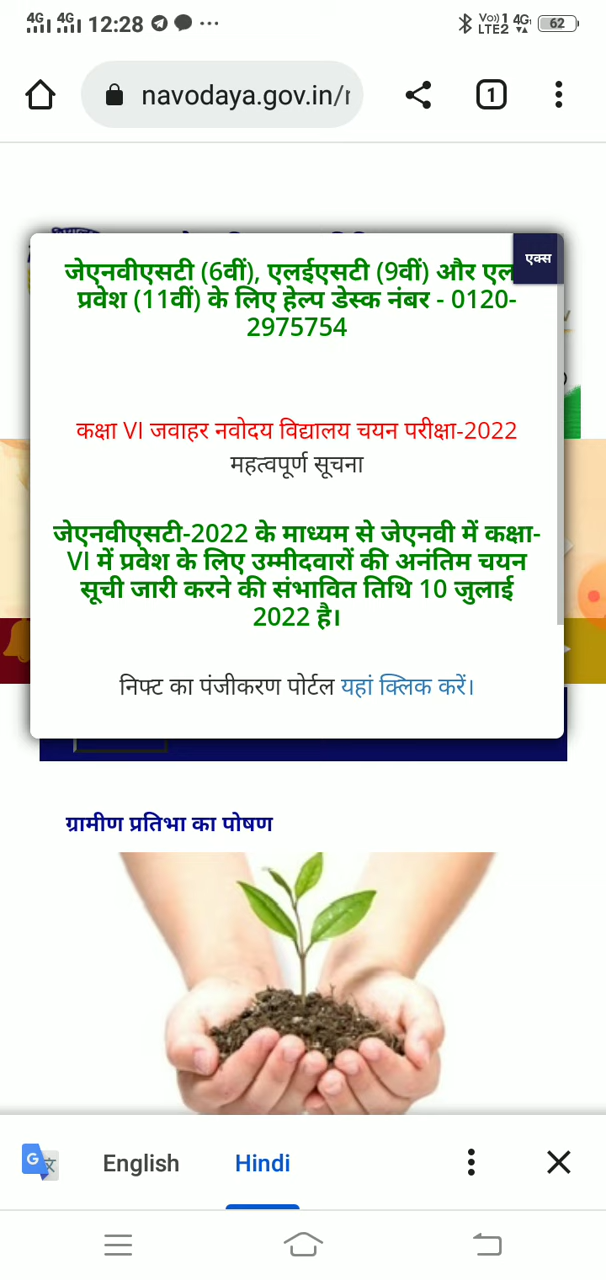 4G 4G 12:28 ... Vo)) 1 4G
LTE2 62
navodaya.gov.in/r 1
एक्स
जेएनवीएसटी (6वीं), एलईएसटी (9वीं) और एल
प्रवेश (11वीं) के लिए हेल्प डेस्क नंबर - 0120-
2975754
कक्षा VI जवाहर नवोदय विद्यालय चयन परीक्षा-2022
महत्वपूर्ण सूचना
जेएनवीएसटी-2022 के माध्यम से जेएनवी में कक्षा-
VI में प्रवेश के लिए उम्मीदवारों की अनंतिम चयन
सूची जारी करने की संभावित तिथि 10 जुलाई
2022 है।
निफ्ट का पंजीकरण पोर्टल यहां क्लिक करें।
ग्रामीण प्रतिभा का पोषण
G 文 English Hindi